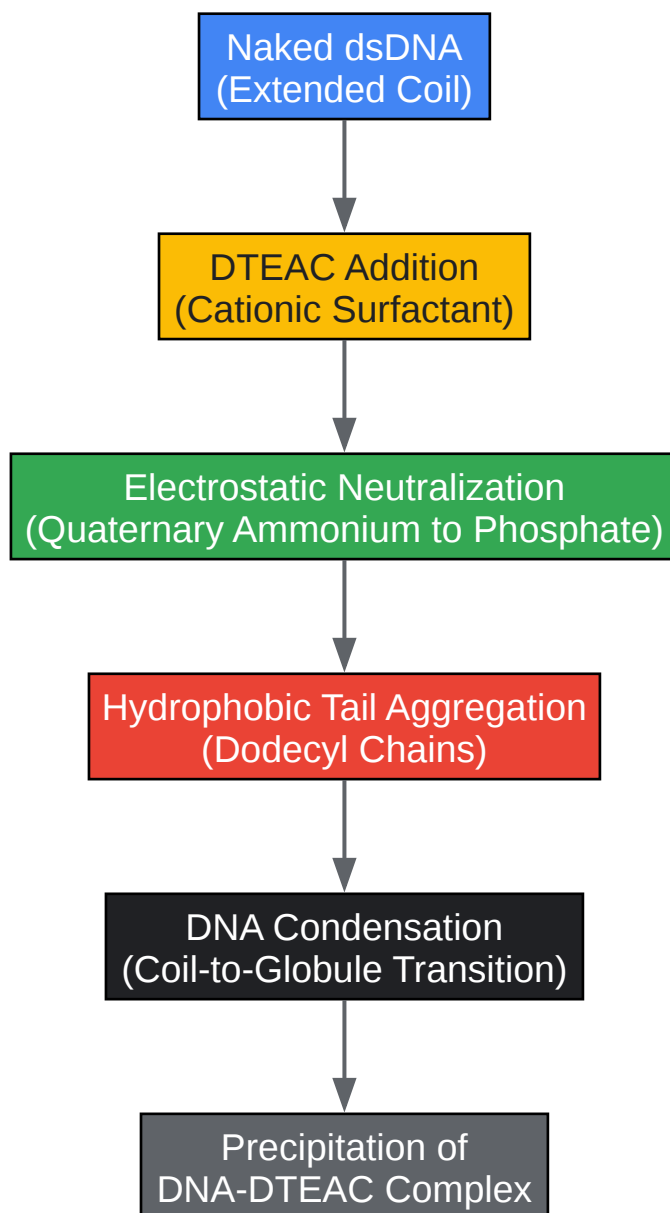 Naked dsDNA
(Extended Coil)
DTEAC Addition
(Cationic Surfactant)
Electrostatic Neutralization
(Quaternary Ammonium to Phosphate)
Hydrophobic Tail Aggregation
(Dodecyl Chains)
DNA Condensation
(Coil-to-Globule Transition)
Precipitation of
DNA-DTEAC Complex